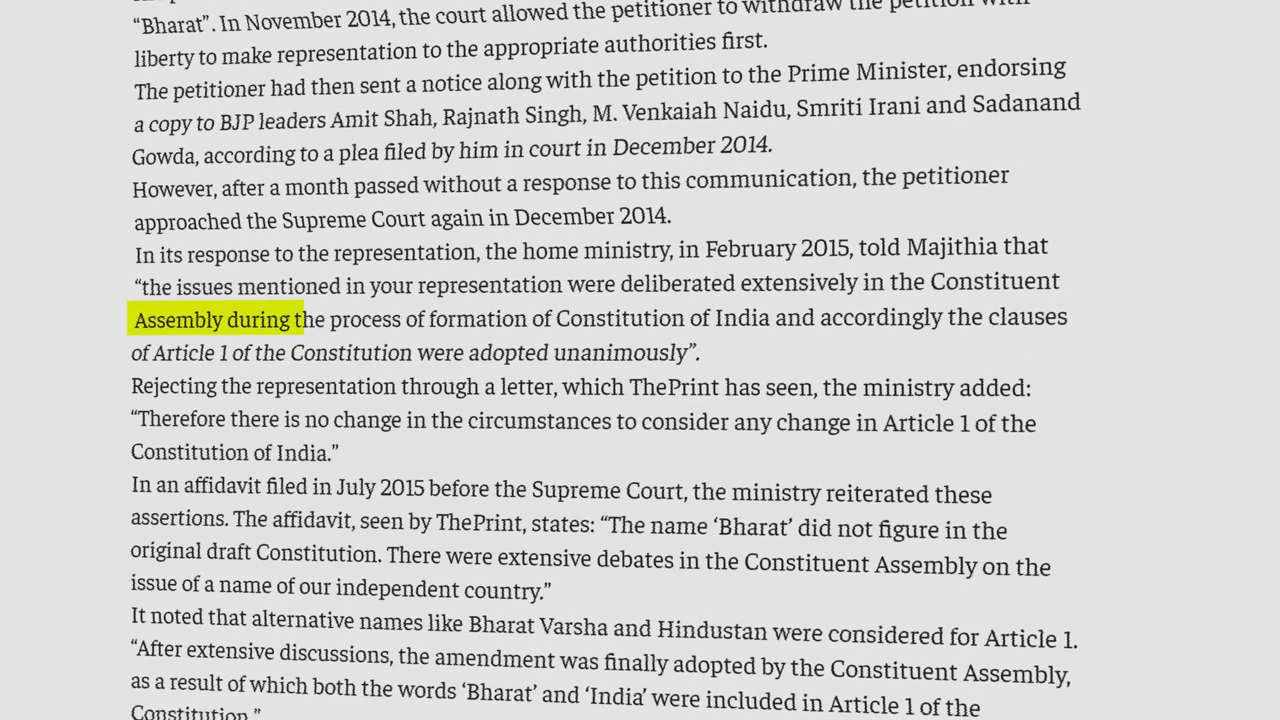 “Bharat”. In November 2014, the court allowed the petitioner to withdraw the petition with
liberty to make representation to the appropriate authorities first.
The petitioner had then sent a notice along with the petition to the Prime Minister, endorsing
a copy to BJP leaders Amit Shah, Rajnath Singh, M. Venkaiah Naidu, Smriti Irani and Sadanand
Gowda, according to a plea filed by him in court in December 2014.
However, after a month passed without a response to this communication, the petitioner
approached the Supreme Court again in December 2014.
In its response to the representation, the home ministry, in February 2015, told Majithia that
“the issues mentioned in your representation were deliberated extensively in the Constituent
Assembly during the process of formation of Constitution of India and accordingly the clauses
of Article 1 of the Constitution were adopted unanimously”.
Rejecting the representation through a letter, which ThePrint has seen, the ministry added:
“Therefore there is no change in the circumstances to consider any change in Article 1 of the
Constitution of India.”
In an affidavit filed in July 2015 before the Supreme Court, the ministry reiterated these
assertions. The affidavit, seen by ThePrint, states: “The name ‘Bharat’ did not figure in the
original draft Constitution. There were extensive debates in the Constituent Assembly on the
issue of a name of our independent country.”
It noted that alternative names like Bharat Varsha and Hindustan were considered for Article 1.
“After extensive discussions, the amendment was finally adopted by the Constituent Assembly,
as a result of which both the words ‘Bharat’ and ‘India’ were included in Article 1 of the
Constitution.”